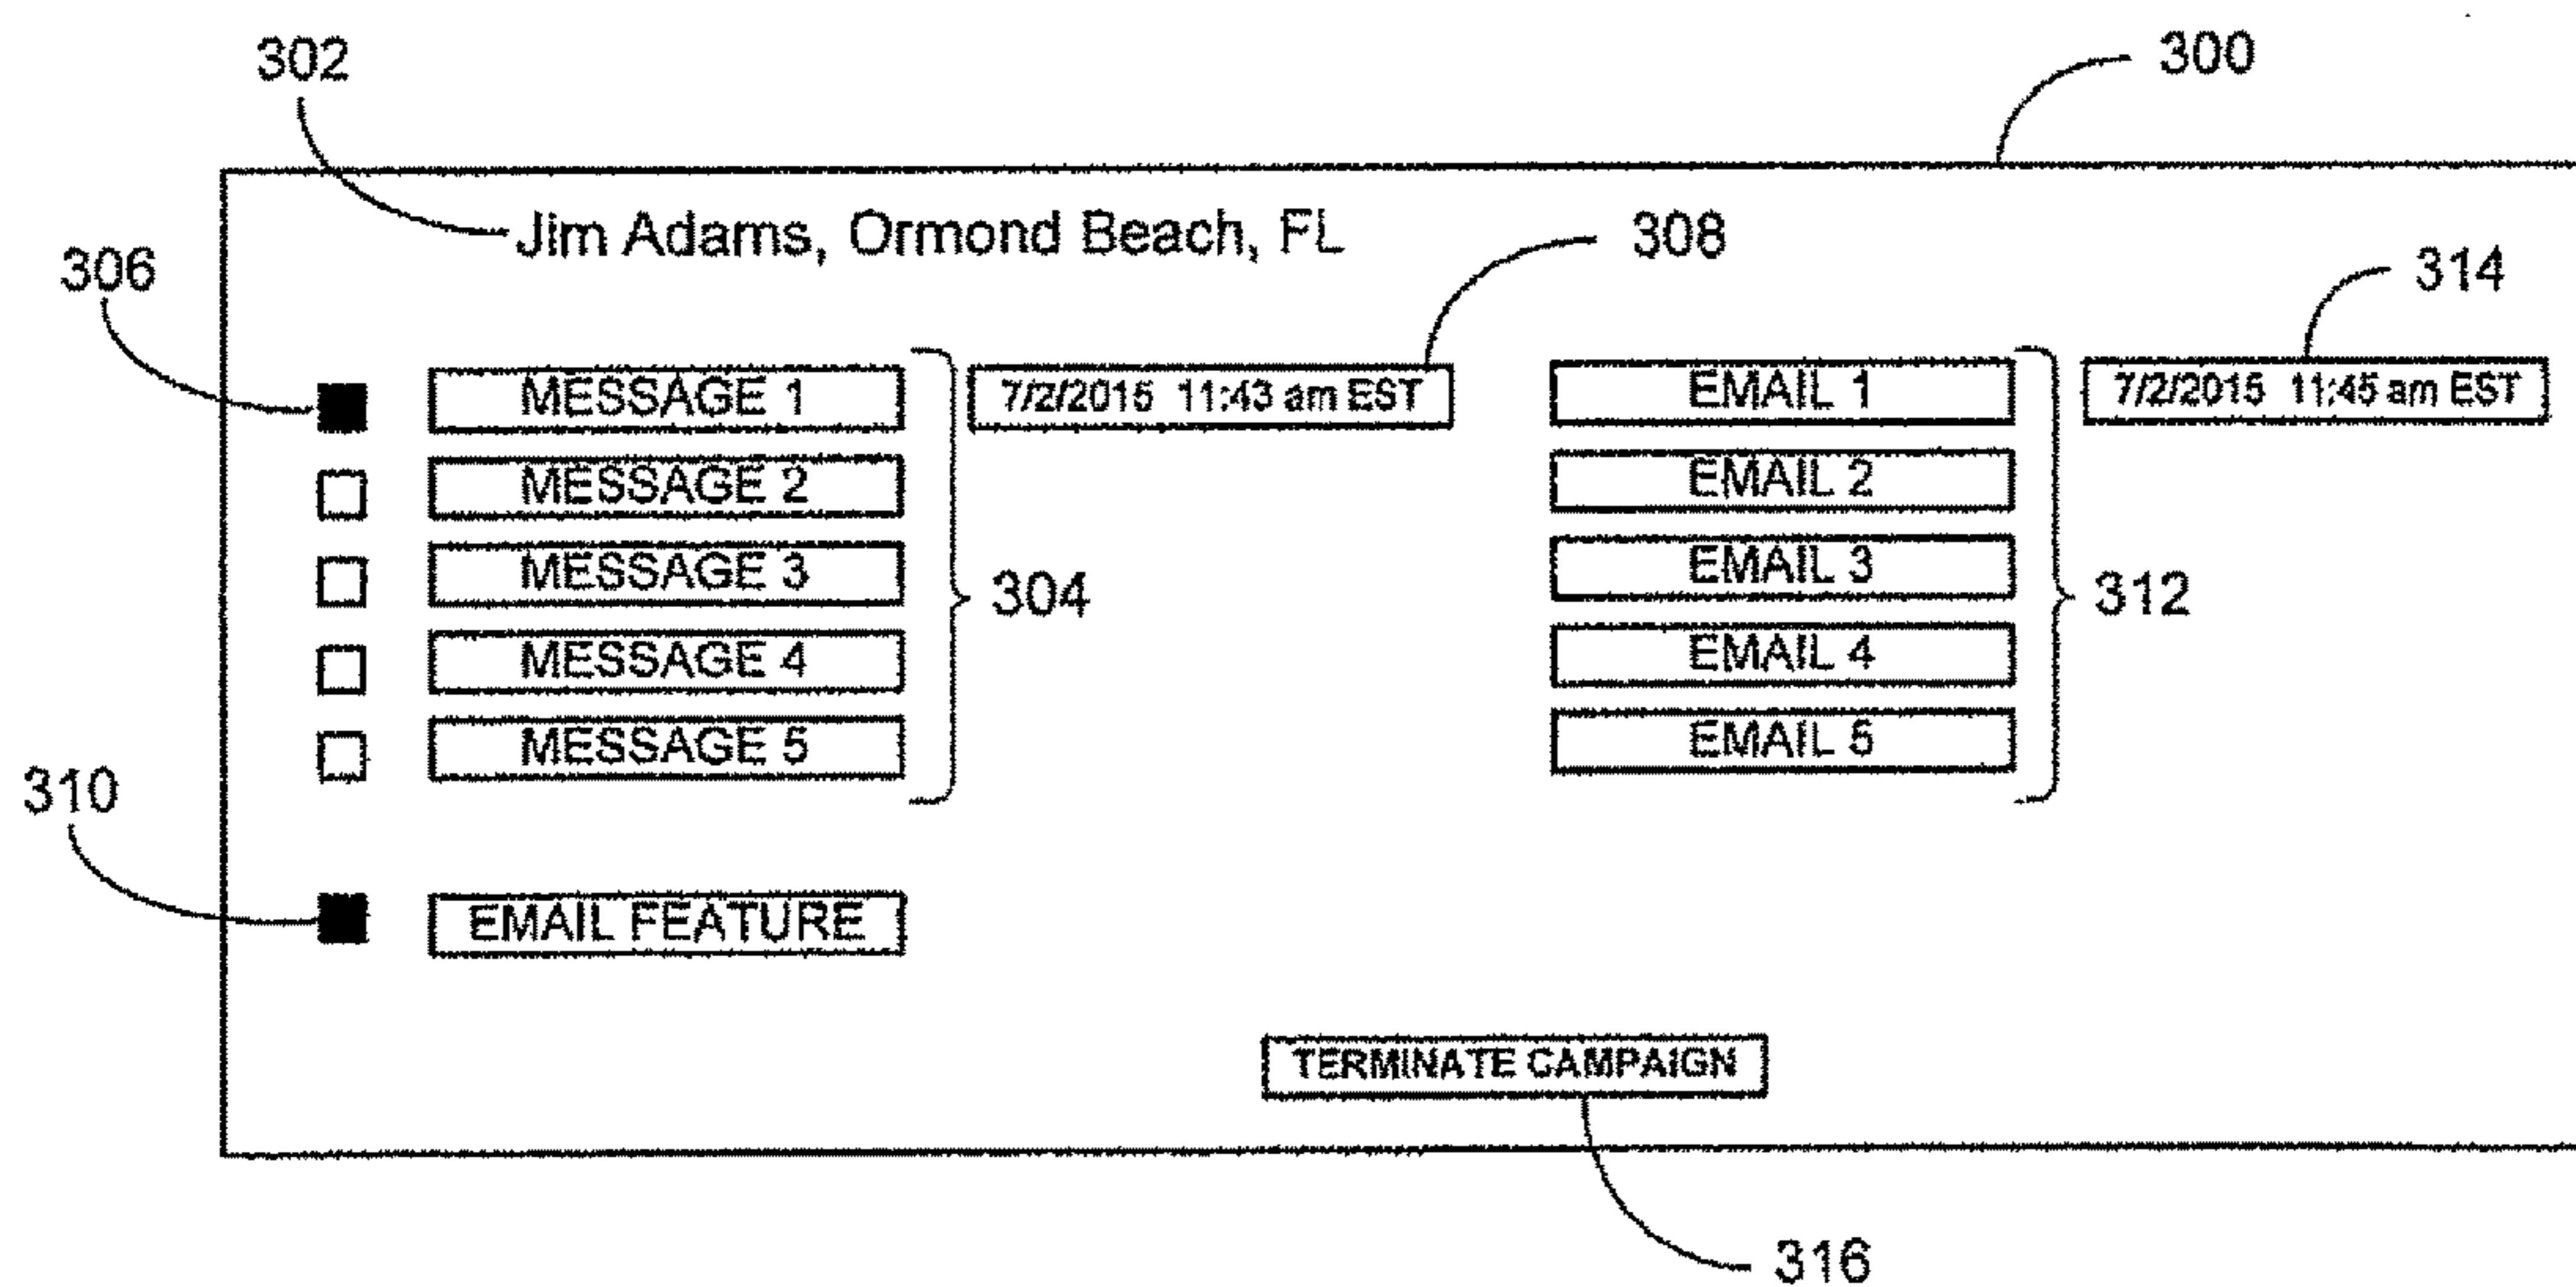 302
300
Jim Adams, Ormond Beach, FL
308
306
314
MESSAGE 1
7/2/2015 11:43 am EST
EMAIL 1
7/2/2015 11:45 am EST
MESSAGE 2
EMAIL 2
MESSAGE 3
EMAIL 3
304
312
MESSAGE 4
EMAIL 4
MESSAGE 5
EMAIL 5
310
EMAIL FEATURE
TERMINATE CAMPAIGN
316